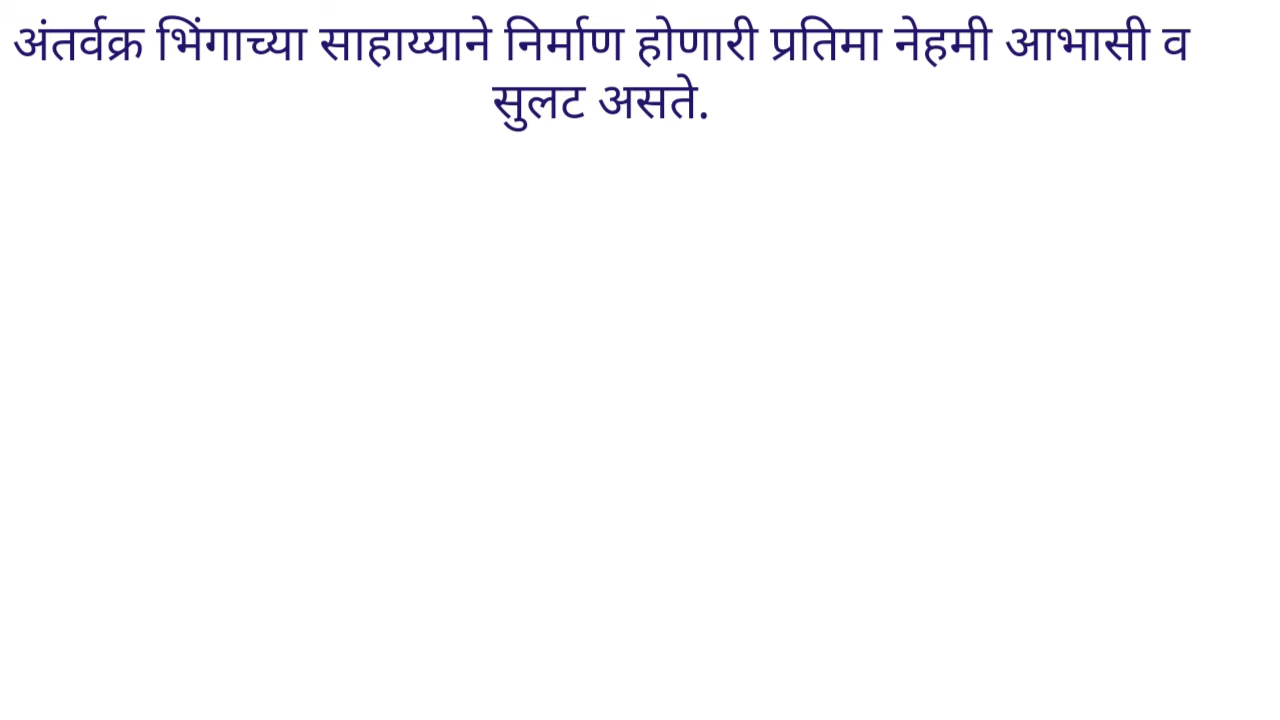 अंतर्वक्र भिंगाच्या साहाय्याने निर्माण होणारी प्रतिमा नेहमी आभासी व
सुलट असते.